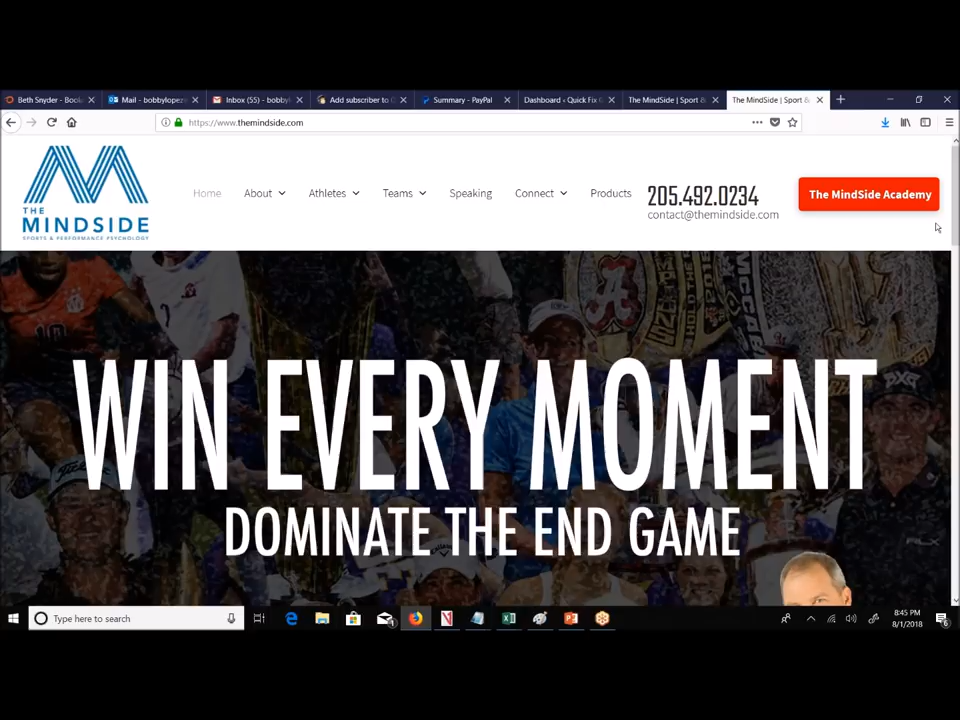 Beth Snyder - Book
Mail - bobbylopez
Inbox (55) - bobby
Add subscriber to
Summary - PayPal
Dashboard ‹ Quick Fix G
The MindSide | Sport &
The MindSide | Sport &
https://www.themindside.com
THE
MINDSIDE
SPORTS & PERFORMANCE PSYCHOLOGY
Home
About
Athletes
Teams
Speaking
Connect
Products
205.492.0234
contact@themindside.com
The MindSide Academy
WIN EVERY MOMENT
DOMINATE THE END GAME
Type here to search
8:45 PM
8/1/2018